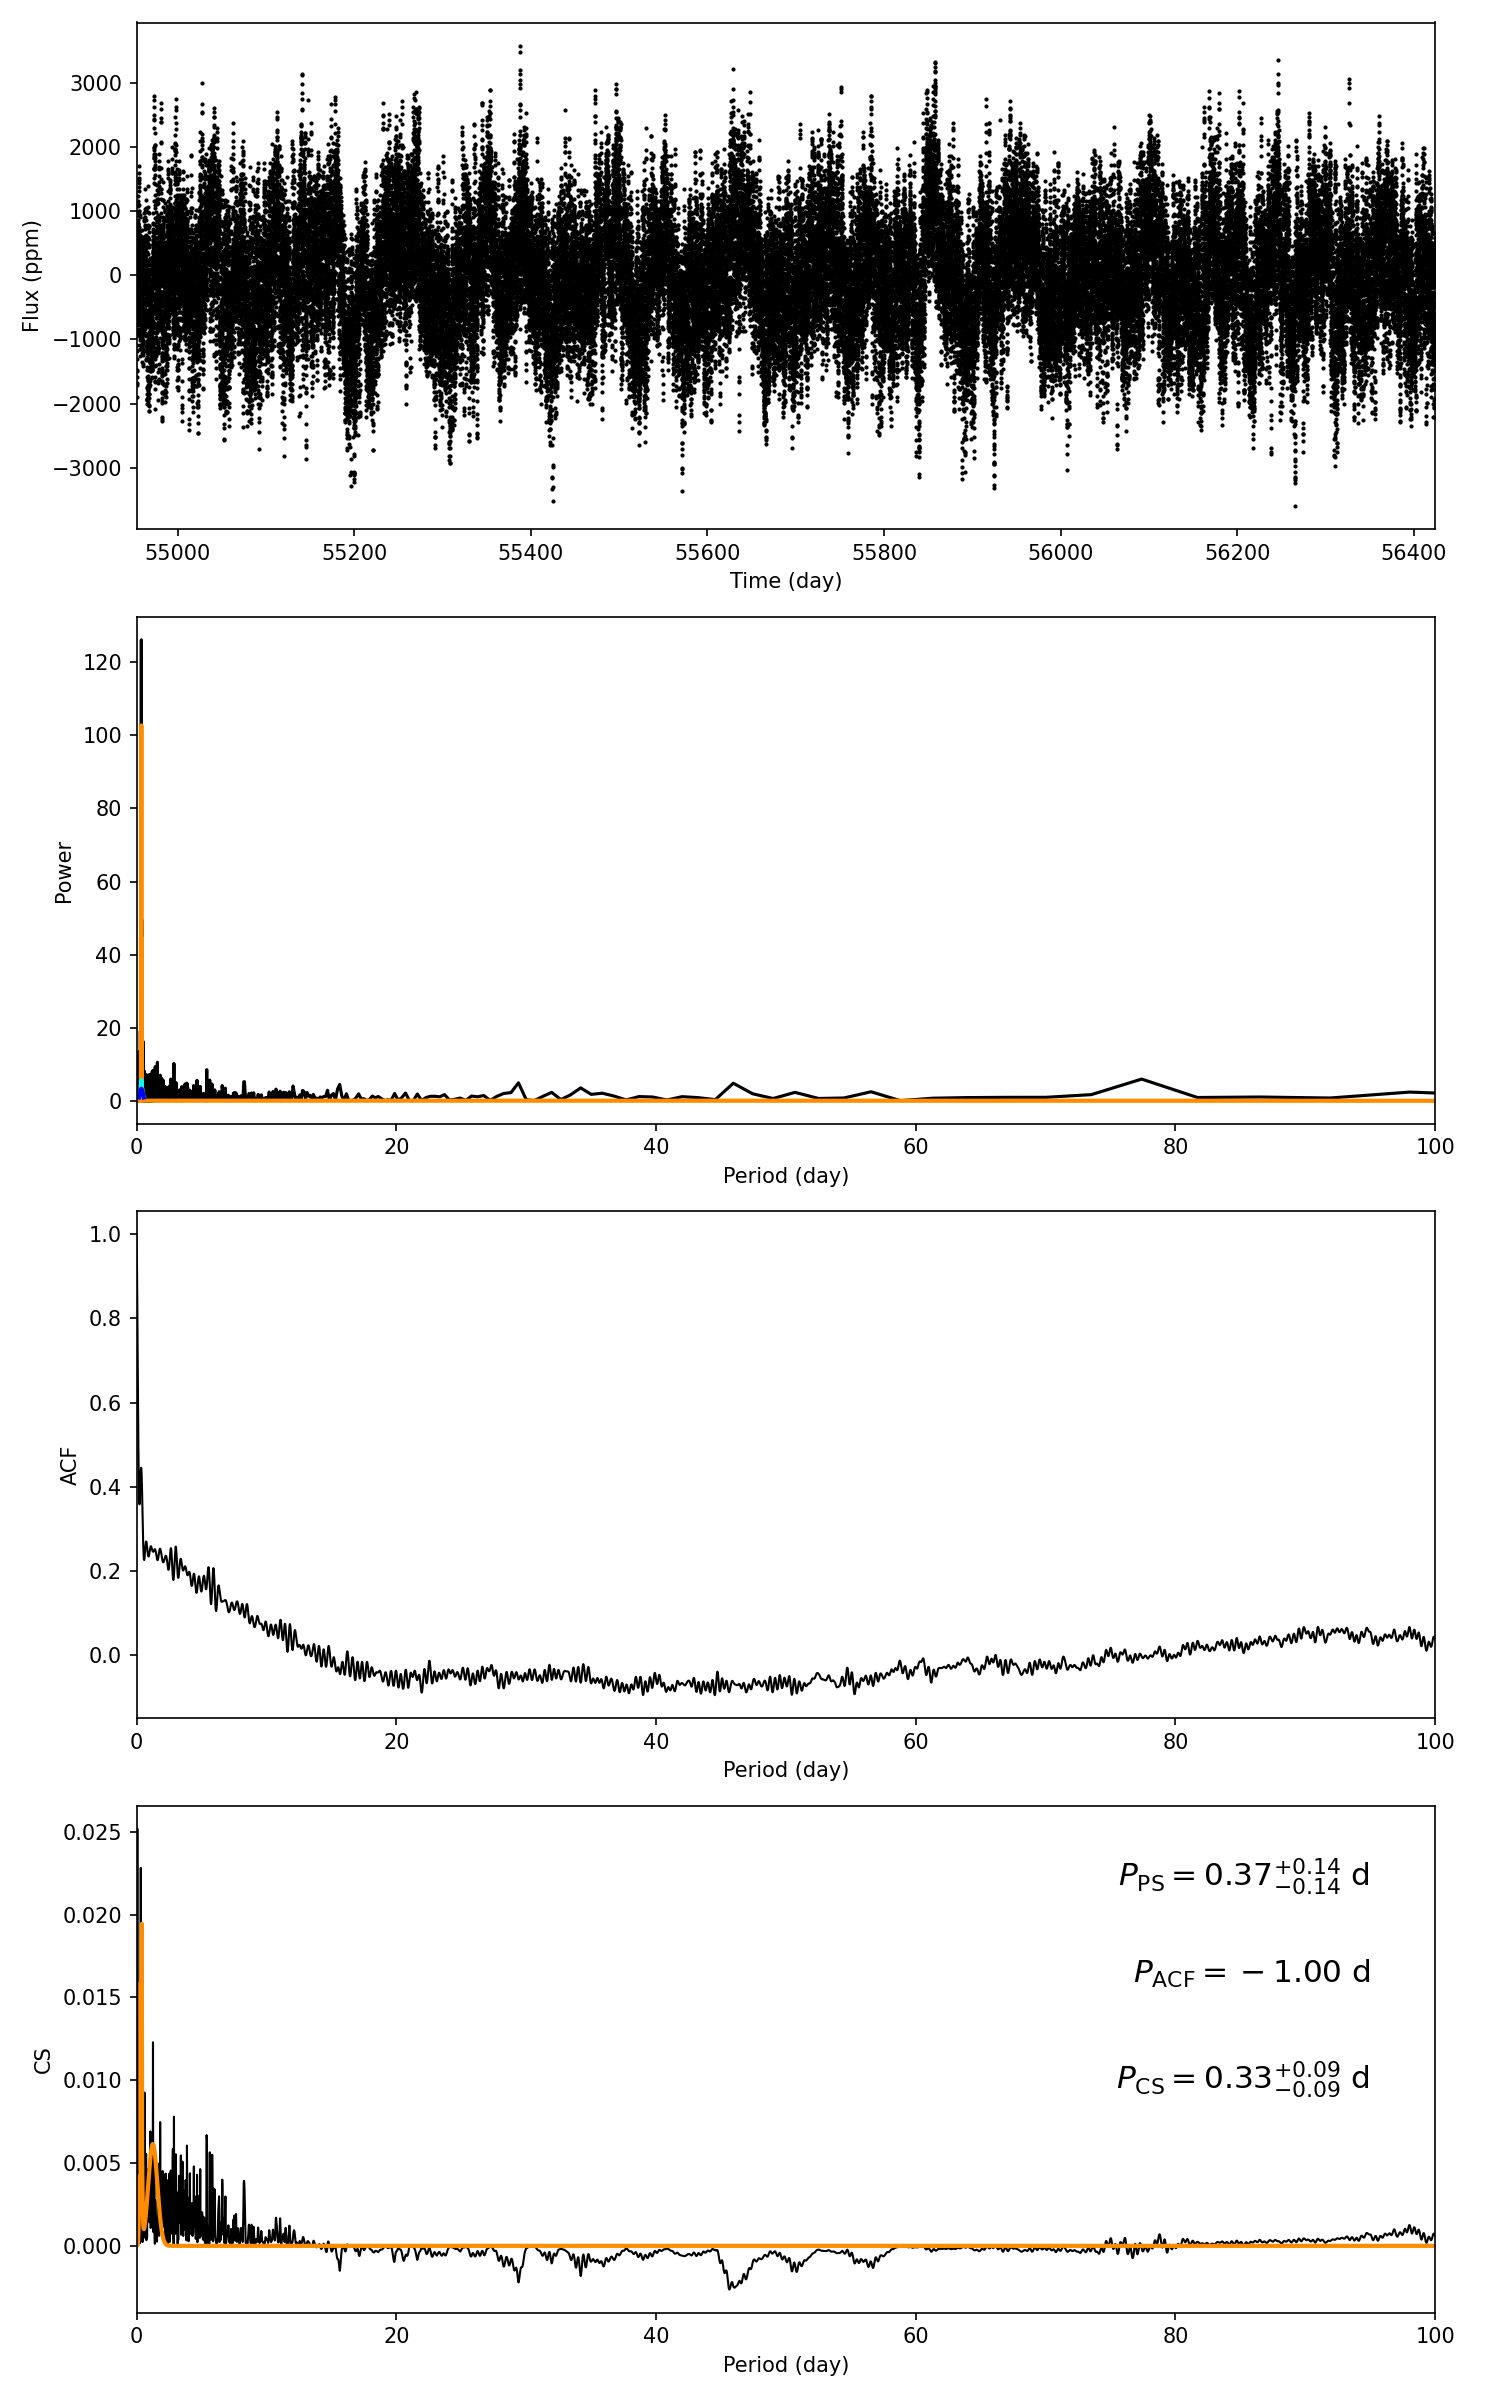 3000
2000
1000
0
−1000
−2000
−3000
Flux (ppm)
55000 55200 55400 55600 55800 56000 56200 56400
Time (day)
120
100
80
60
40
20
0
Power
0 20 40 60 80 100
Period (day)
1.0
0.8
0.6
0.4
0.2
0.0
ACF
0 20 40 60 80 100
Period (day)
0.025
0.020
0.015
0.010
0.005
0.000
CS
P_PS = 0.37 +0.14 −0.14 d
P_ACF = −1.00 d
P_CS = 0.33 +0.09 −0.09 d
0 20 40 60 80 100
Period (day)